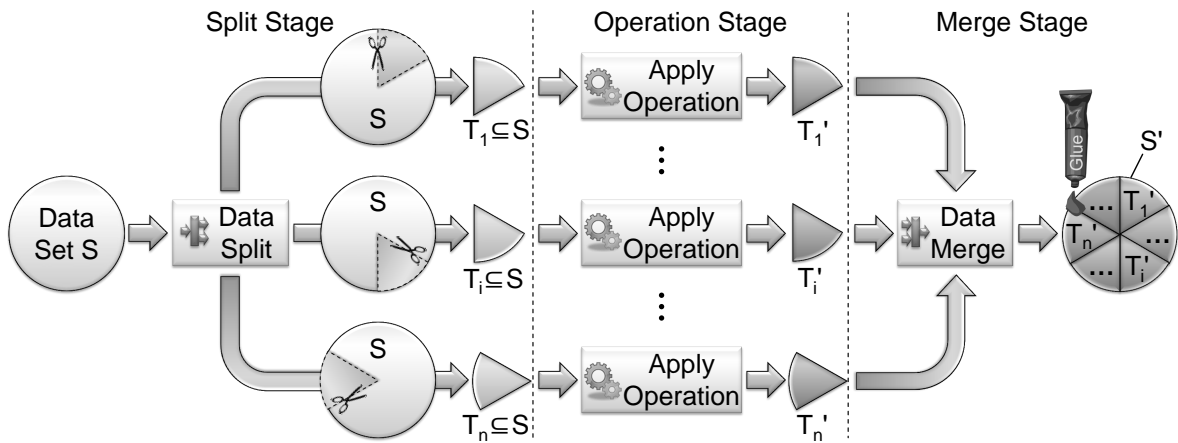 Split Stage
Operation Stage
Merge Stage
S
T1⊆S
Apply
Operation
T1'
Glue
S'
Data
Set S
Data
Split
S
Ti⊆S
Apply
Operation
Ti'
Data
Merge
... T1'
Tn' ...
... Ti'
...
...
S
Tn⊆S
Apply
Operation
Tn'